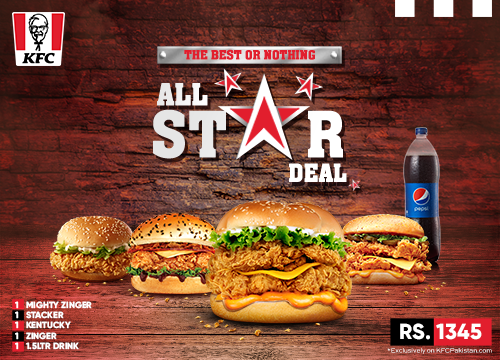 KFC
THE BEST OR NOTHING
ALL
STAR
DEAL
pepsi
1 MIGHTY ZINGER
1 STACKER
1 KENTUCKY
1 ZINGER
1 1.5LTR DRINK
RS. 1345
*Exclusively on KFCPakistan.com